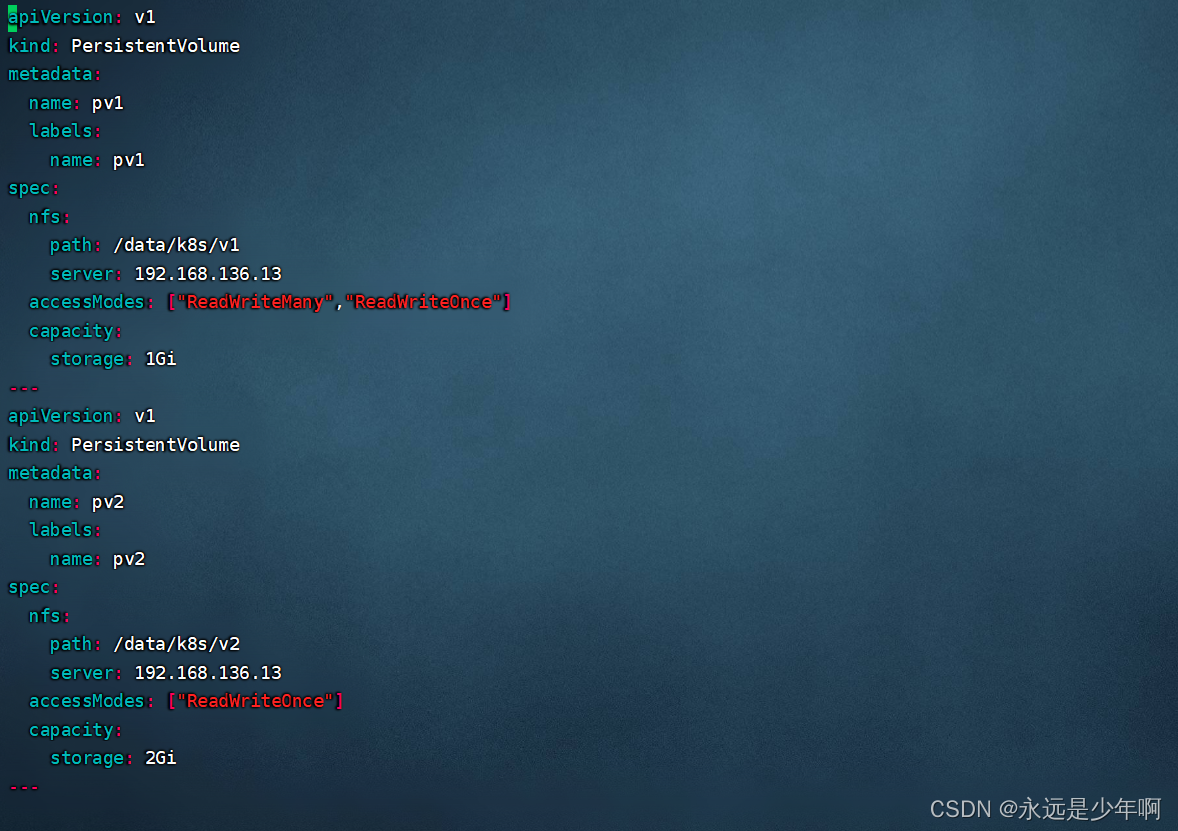 apiVersion: v1
kind: PersistentVolume
metadata:
  name: pv1
  labels:
    name: pv1
spec:
  nfs:
    path: /data/k8s/v1
    server: 192.168.136.13
  accessModes: ["ReadWriteMany","ReadWriteOnce"]
  capacity:
    storage: 1Gi
---
apiVersion: v1
kind: PersistentVolume
metadata:
  name: pv2
  labels:
    name: pv2
spec:
  nfs:
    path: /data/k8s/v2
    server: 192.168.136.13
  accessModes: ["ReadWriteOnce"]
  capacity:
    storage: 2Gi
---
CSDN @永远是少年啊